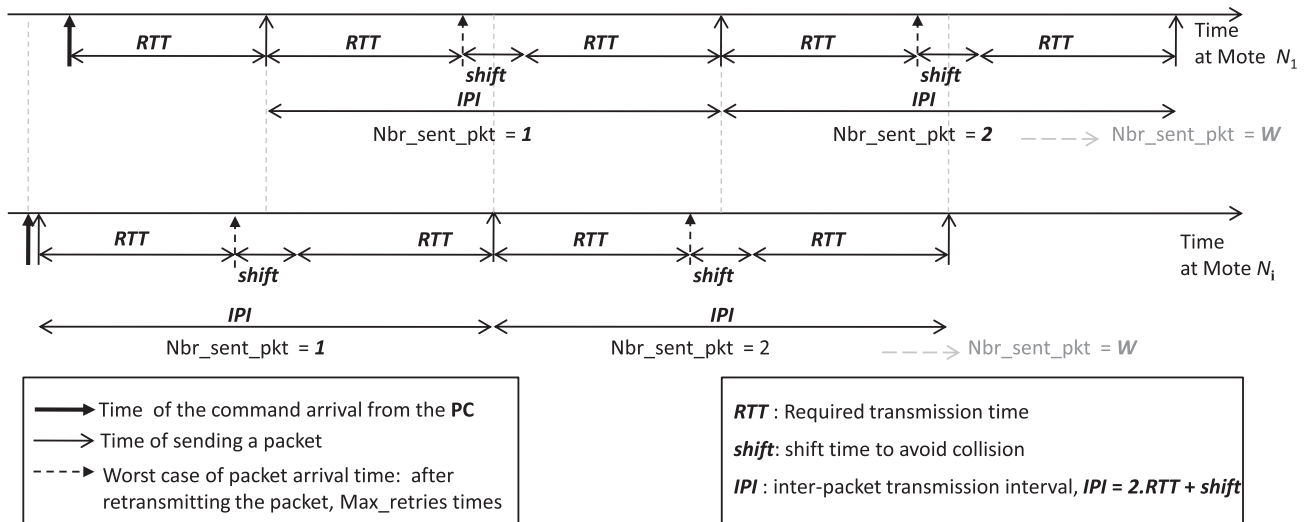 RTT RTT RTT RTT RTT Time
at Mote N1
shift shift
IPI IPI
Nbr_sent_pkt = 1 Nbr_sent_pkt = 2 Nbr_sent_pkt = W
RTT RTT RTT RTT Time
at Mote Ni
shift shift
IPI IPI
Nbr_sent_pkt = 1 Nbr_sent_pkt = 2 Nbr_sent_pkt = W
Time of the command arrival from the PC
Time of sending a packet
Worst case of packet arrival time: after
retransmitting the packet, Max_retries times
RTT : Required transmission time
shift: shift time to avoid collision
IPI : inter-packet transmission interval, IPI = 2.RTT + shift